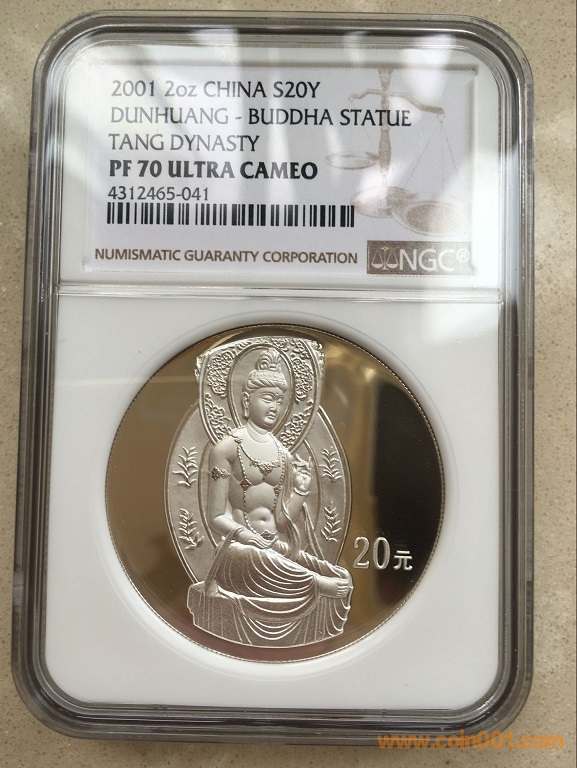 2001 2oz CHINA S20Y
DUNHUANG - BUDDHA STATUE
TANG DYNASTY
PF 70 ULTRA CAMEO
4312465-041
NUMISMATIC GUARANTY CORPORATION
NGC®
20元
www.coin001.com